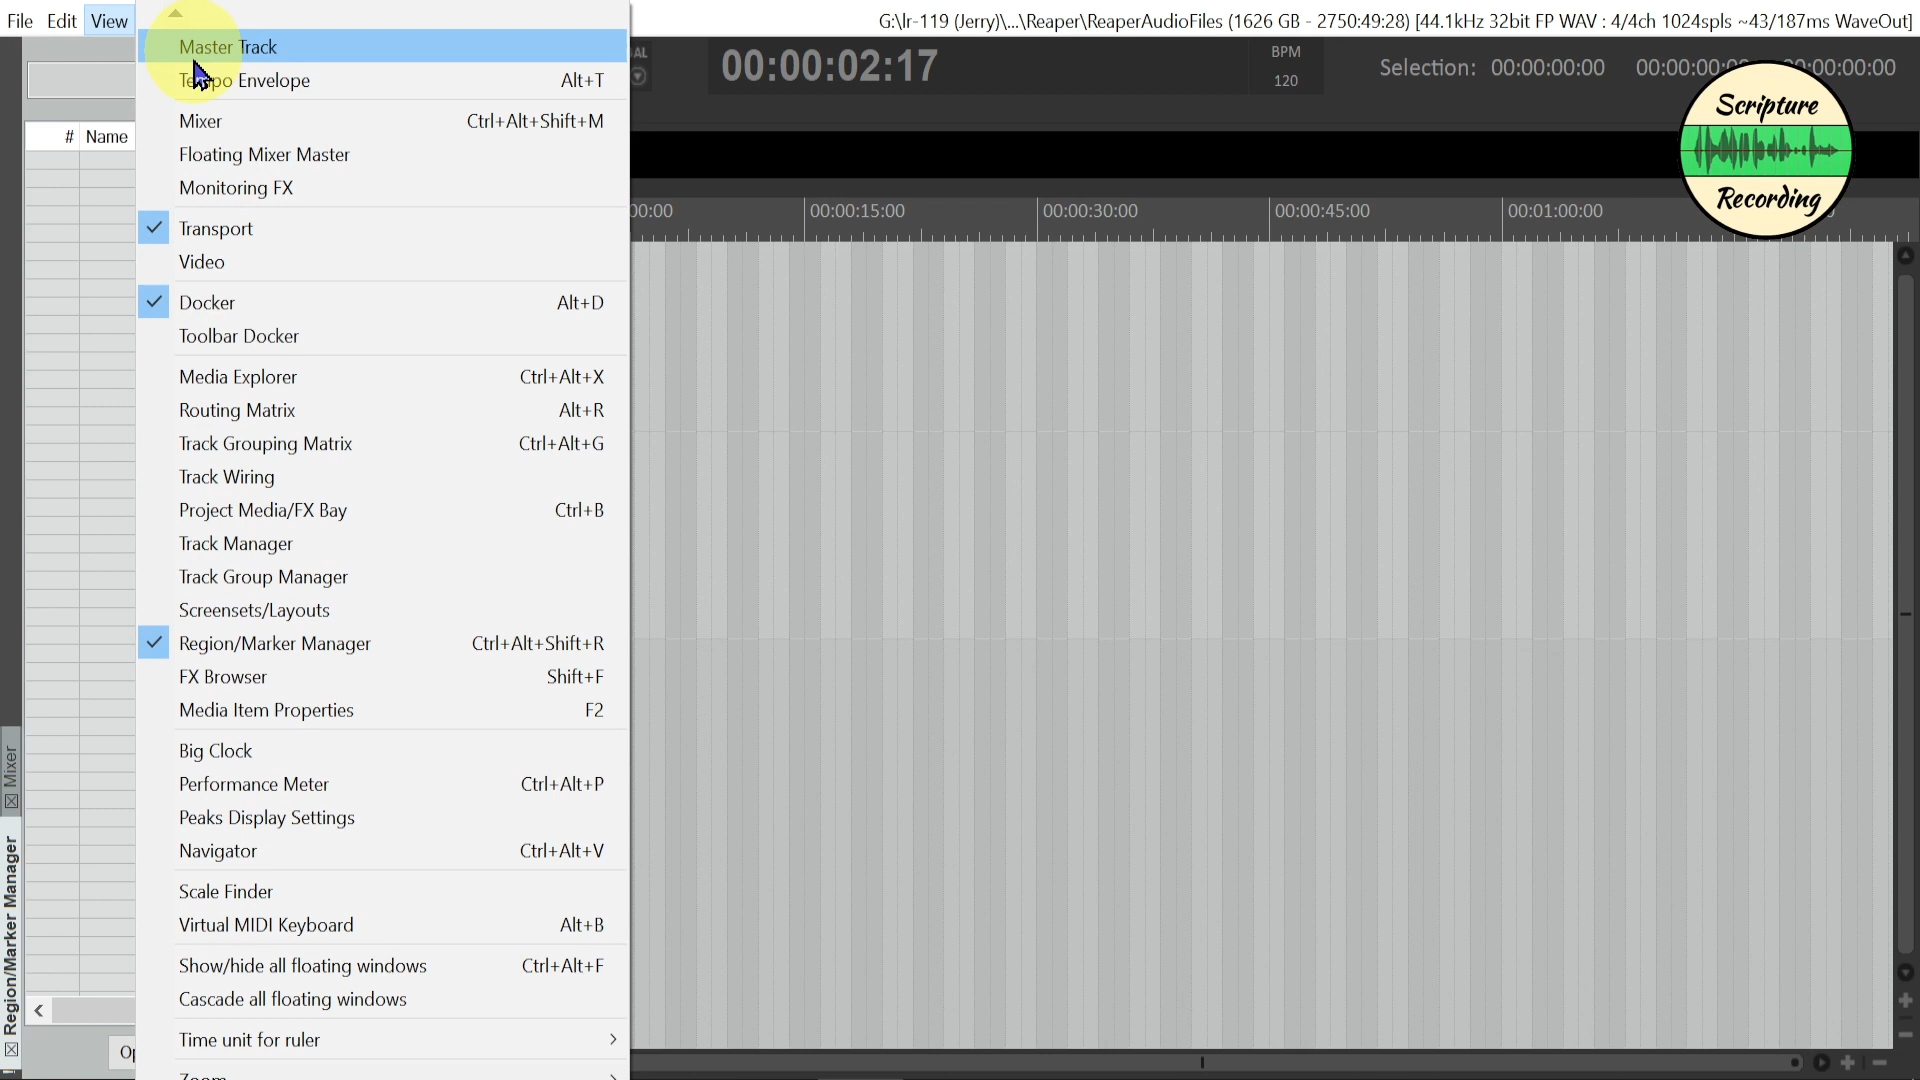 File Edit View
G:\lr-119 (Jerry)\...\Reaper\ReaperAudioFiles (1626 GB - 2750:49:28) [44.1kHz 32bit FP WAV : 4/4ch 1024spls ~43/187ms WaveOut]
Master Track
Tempo Envelope Alt+T
Mixer Ctrl+Alt+Shift+M
Floating Mixer Master
Monitoring FX
Transport
Video
Docker Alt+D
Toolbar Docker
Media Explorer Ctrl+Alt+X
Routing Matrix Alt+R
Track Grouping Matrix Ctrl+Alt+G
Track Wiring
Project Media/FX Bay Ctrl+B
Track Manager
Track Group Manager
Screensets/Layouts
Region/Marker Manager Ctrl+Alt+Shift+R
FX Browser Shift+F
Media Item Properties F2
Big Clock
Performance Meter Ctrl+Alt+P
Peaks Display Settings
Navigator Ctrl+Alt+V
Scale Finder
Virtual MIDI Keyboard Alt+B
Show/hide all floating windows Ctrl+Alt+F
Cascade all floating windows
Time unit for ruler
Zoom
# Name
Mixer
Region/Marker Manager
00:00:02:17
BPM
120
Selection: 00:00:00:00
Scripture
Recording
00:00:15:00 00:00:30:00 00:00:45:00 00:01:00:00